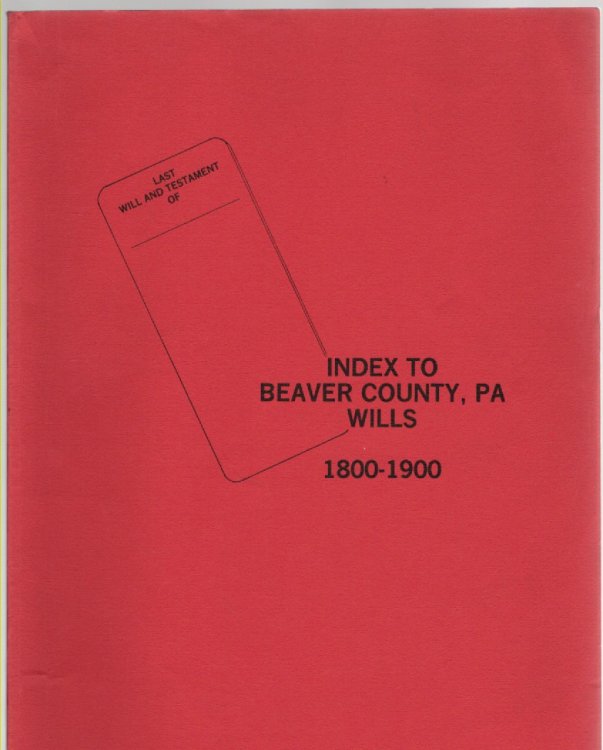 LAST
WILL AND TESTAMENT
OF
INDEX TO
BEAVER COUNTY, PA
WILLS
1800-1900